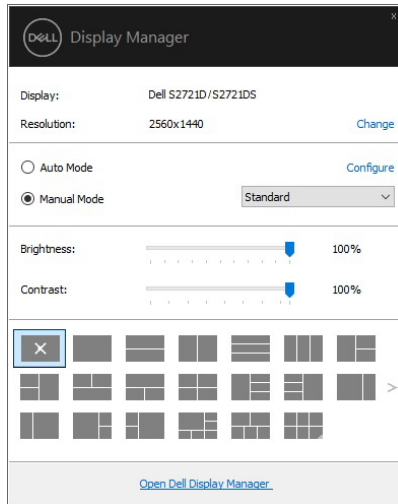 x
DELL Display Manager
Display: Dell S2721D/S2721DS
Resolution: 2560x1440 Change
Auto Mode Configure
Manual Mode Standard
Brightness: 100%
Contrast: 100%
>
Open Dell Display Manager